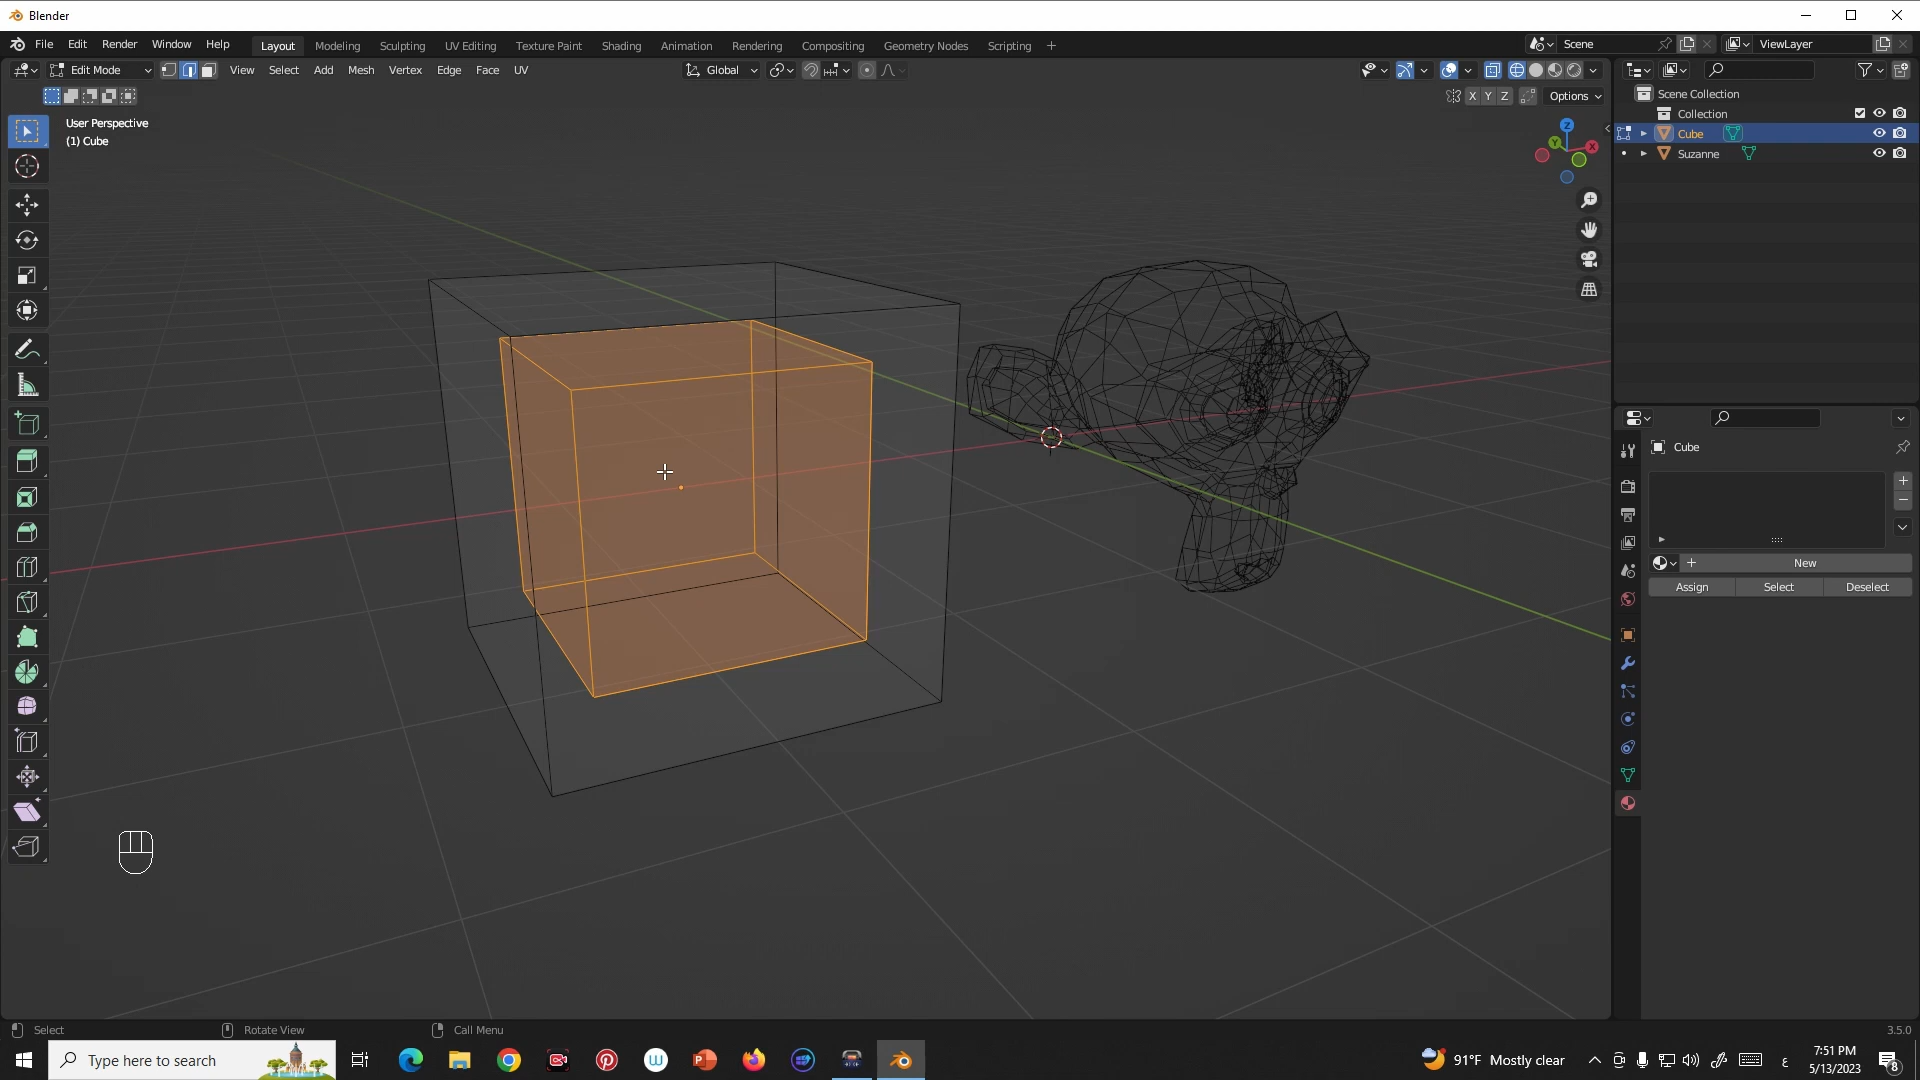 Blender
File Edit Render Window Help Layout Modeling Sculpting UV Editing Texture Paint Shading Animation Rendering Compositing Geometry Nodes Scripting + Scene ViewLayer
Edit Mode View Select Add Mesh Vertex Edge Face UV Global
X Y Z Options
User Perspective
(1) Cube
Z
Y X
Scene Collection
Collection
Cube
Suzanne
Cube
New
Assign Select Deselect
Select Rotate View Call Menu 3.5.0
Type here to search
91°F Mostly clear
ع
7:51 PM
5/13/2023
8